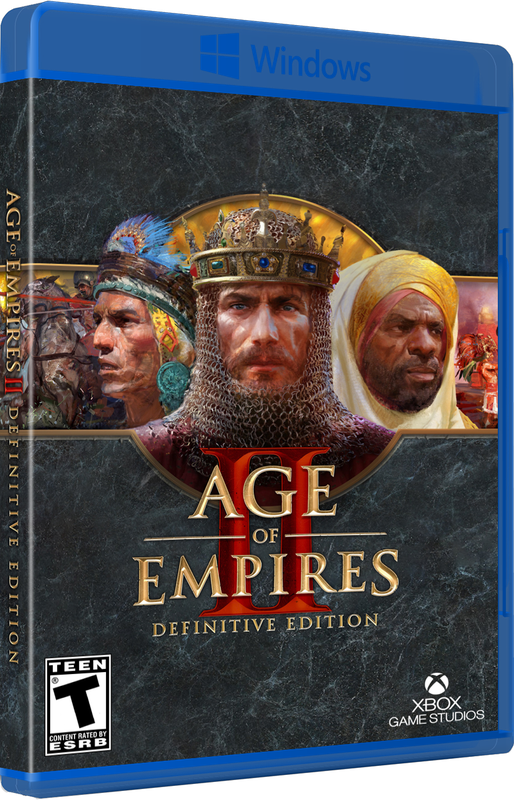 Windows
AGE OF EMPIRES II DEFINITIVE EDITION
II
AGE
OF
EMPIRES
DEFINITIVE EDITION
TEEN
T
®
CONTENT RATED BY
ESRB
XBOX
GAME STUDIOS